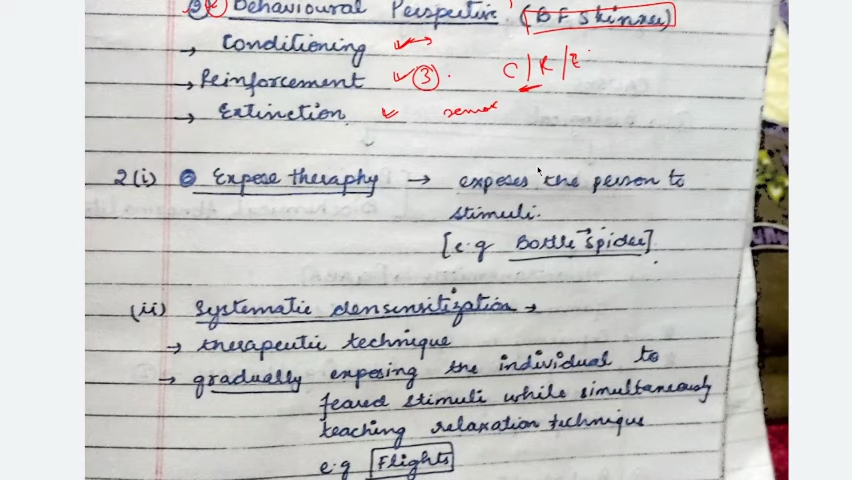 Behavioural Perspective (BF skinner)
→ Conditioning
→ Reinforcement ③.
C/R/E
→ Extinction.
2(i) Expose theraphy → exposes the person to
stimuli.
[e.g Bottle → spider].
(ii) Systematic densensitization →
→ therapeutic technique
→ gradually exposing the individual to
feared stimuli while simultaneously
teaching relaxation technique
e.g Flights